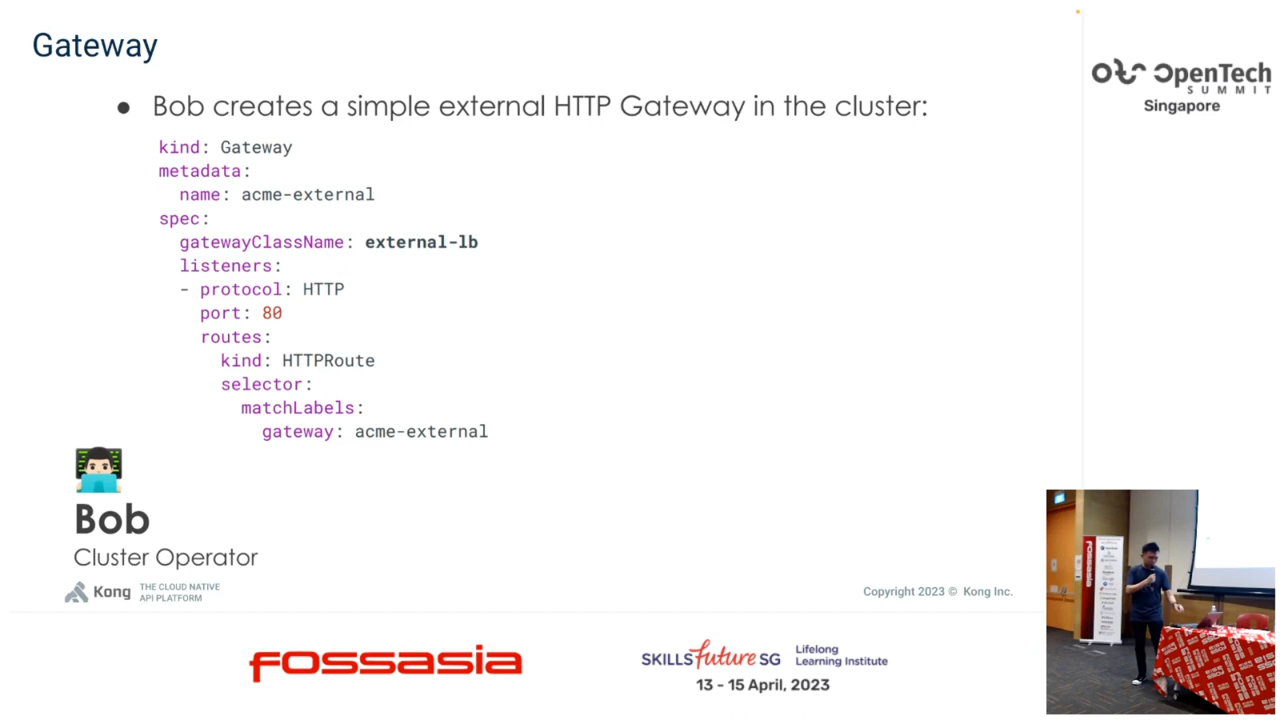 Gateway
● Bob creates a simple external HTTP Gateway in the cluster:
kind: Gateway
metadata:
  name: acme-external
spec:
  gatewayClassName: external-lb
  listeners:
  - protocol: HTTP
    port: 80
    routes:
      kind: HTTPRoute
      selector:
        matchLabels:
          gateway: acme-external
Bob
Cluster Operator
Kong THE CLOUD NATIVE
API PLATFORM
Copyright 2023 © Kong Inc.
OpenTech
SUMMIT
Singapore
fossasia
SKILLSfuture SG
Lifelong
Learning Institute
13 - 15 April, 2023
fossasia